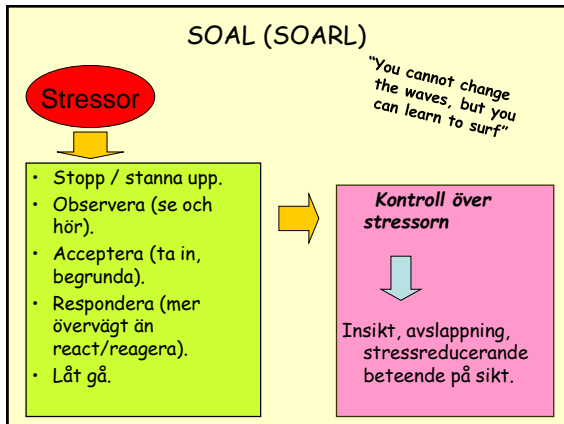 SOAL (SOARL)
"You cannot change
the waves, but you
can learn to surf"
Stressor
• Stopp / stanna upp.
• Observera (se och
hör).
• Acceptera (ta in,
begrunda).
• Respondera (mer
övervägt än
react/reagera).
• Låt gå.
Kontroll över
stressorn
Insikt, avslappning,
stressreducerande
beteende på sikt.